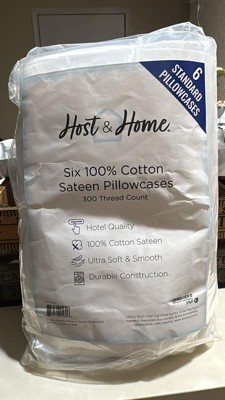 6
STANDARD
PILLOWCASES
Host & Home.
Six 100% Cotton
Sateen Pillowcases
300 Thread Count
Hotel Quality
100% Cotton Sateen
Ultra Soft & Smooth
Durable Construction